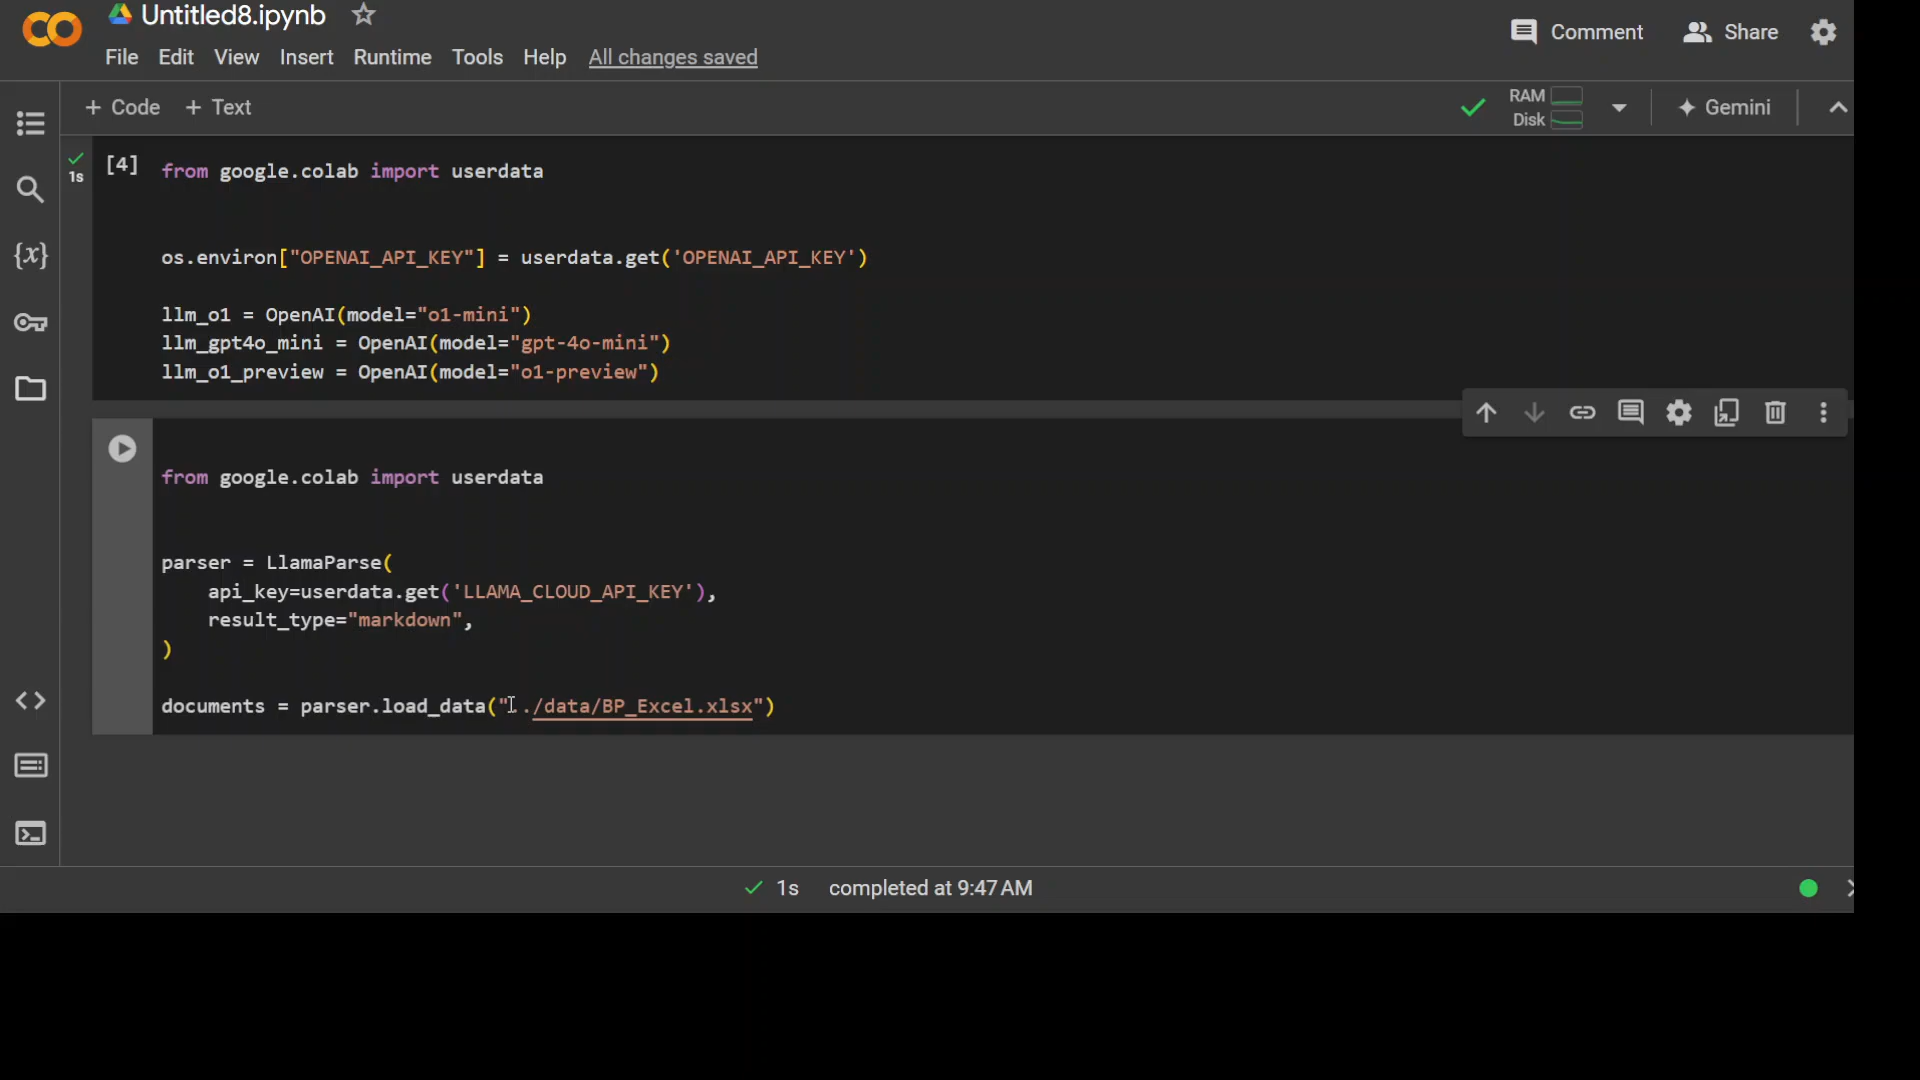 Untitled8.ipynb
Comment
Share
File Edit View Insert Runtime Tools Help All changes saved
+ Code + Text
RAM
Disk
Gemini
1s
[4]
from google.colab import userdata
os.environ["OPENAI_API_KEY"] = userdata.get('OPENAI_API_KEY')
llm_o1 = OpenAI(model="o1-mini")
llm_gpt4o_mini = OpenAI(model="gpt-4o-mini")
llm_o1_preview = OpenAI(model="o1-preview")
{x}
from google.colab import userdata
parser = LlamaParse(
api_key=userdata.get('LLAMA_CLOUD_API_KEY'),
result_type="markdown",
)
documents = parser.load_data("../data/BP_Excel.xlsx")
1s completed at 9:47 AM